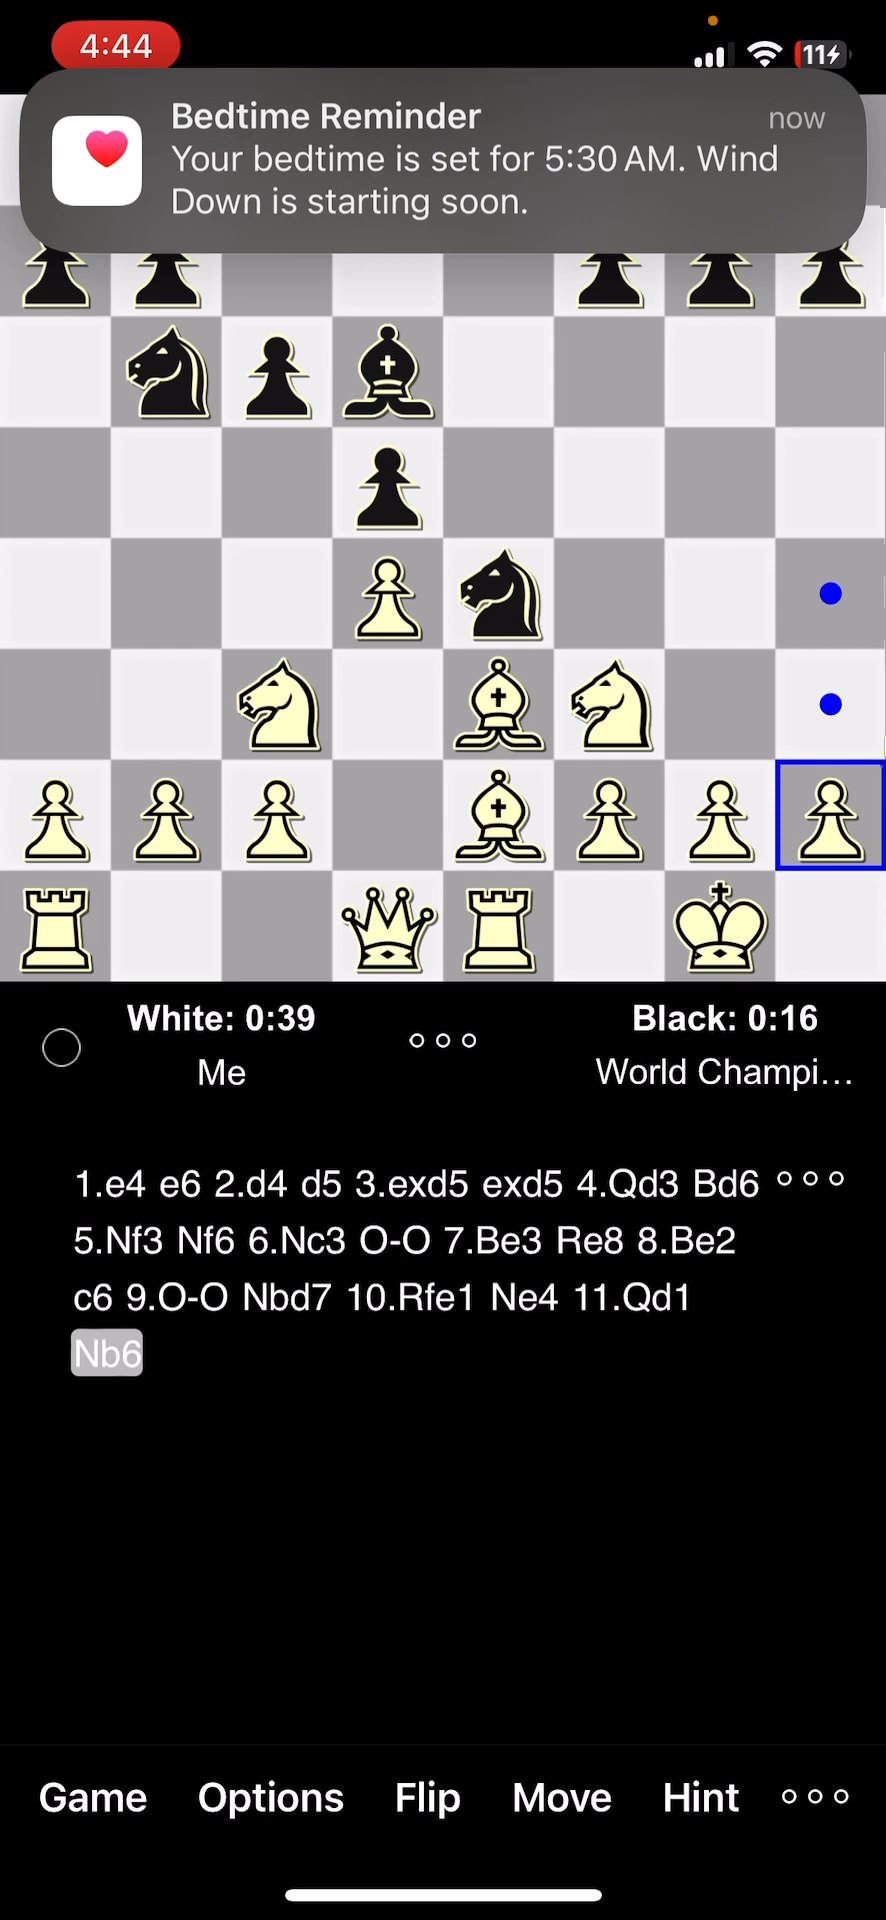 4:44
11
Bedtime Reminder
now
Your bedtime is set for 5:30 AM. Wind
Down is starting soon.
White: 0:39
Black: 0:16
Me
World Champi...
1.e4 e6 2.d4 d5 3.exd5 exd5 4.Qd3 Bd6
5.Nf3 Nf6 6.Nc3 O-O 7.Be3 Re8 8.Be2
c6 9.O-O Nbd7 10.Rfe1 Ne4 11.Qd1
Nb6
Game Options Flip Move Hint